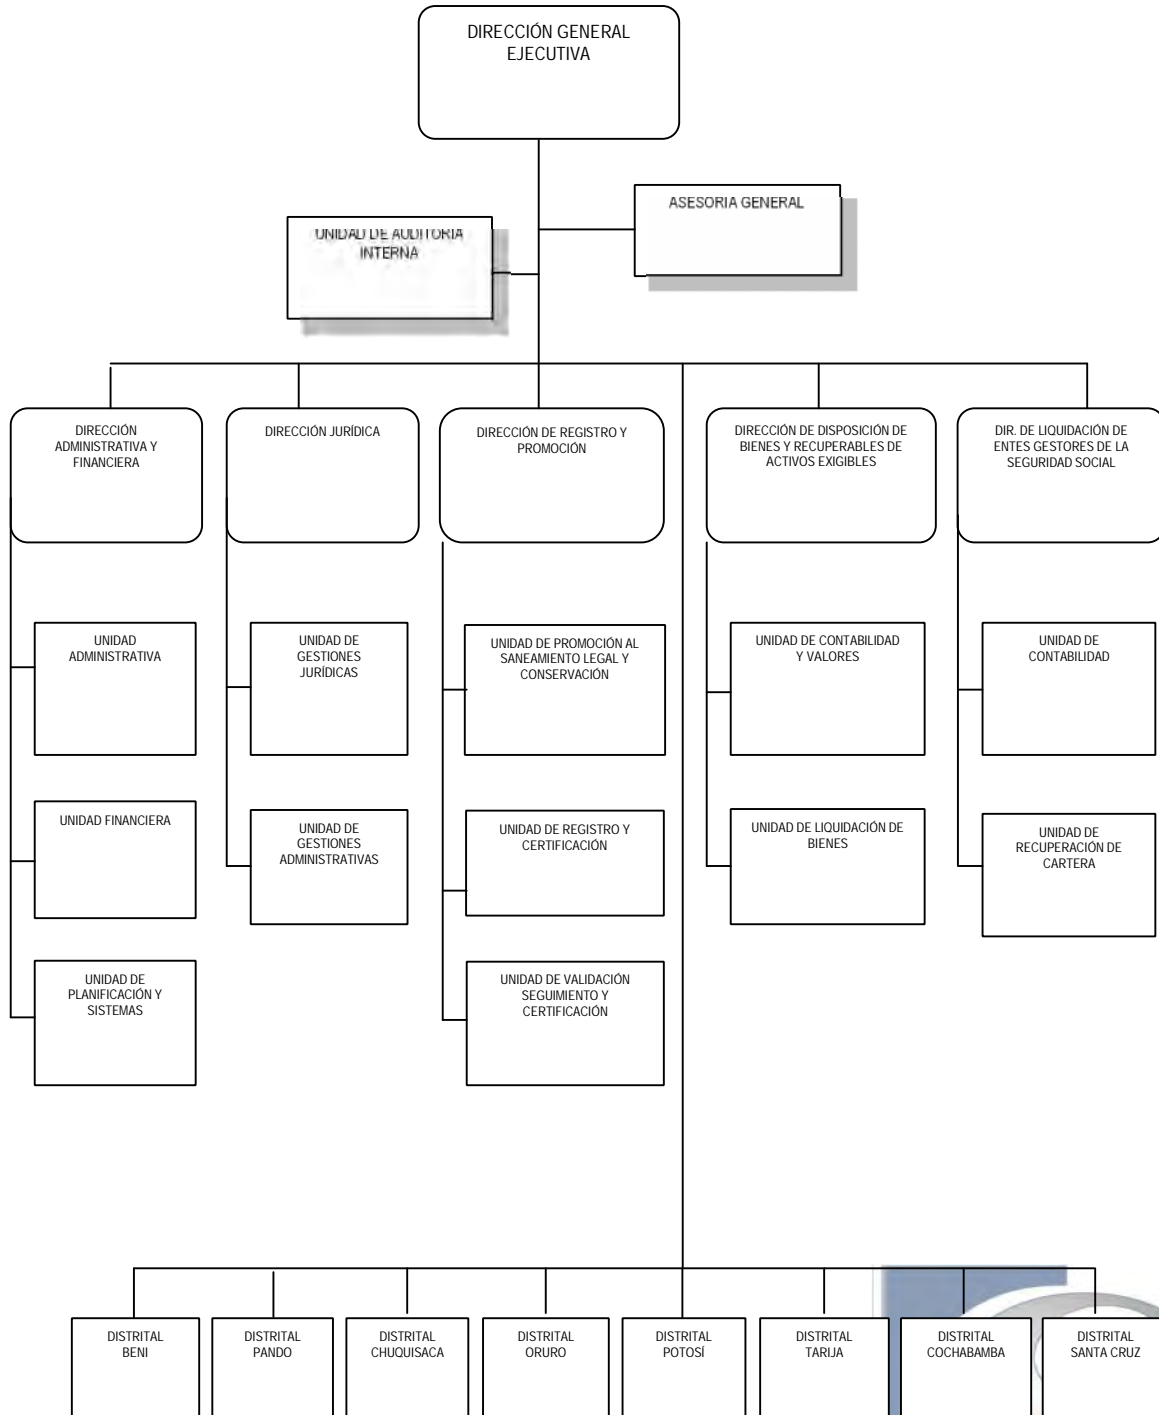 DIRECCIÓN GENERAL
EJECUTIVA
ASESORIA GENERAL
UNIDAD DE AUDITORIA
INTERNA
DIRECCIÓN
ADMINISTRATIVA Y
FINANCIERA
DIRECCIÓN JURÍDICA
DIRECCIÓN DE REGISTRO Y
PROMOCIÓN
DIRECCIÓN DE DISPOSICIÓN DE
BIENES Y RECUPERABLES DE
ACTIVOS EXIGIBLES
DIR. DE LIQUIDACIÓN DE
ENTES GESTORES DE LA
SEGURIDAD SOCIAL
UNIDAD
ADMINISTRATIVA
UNIDAD DE
GESTIONES
JURÍDICAS
UNIDAD DE PROMOCIÓN AL
SANEAMIENTO LEGAL Y
CONSERVACIÓN
UNIDAD DE CONTABILIDAD
Y VALORES
UNIDAD DE
CONTABILIDAD
UNIDAD FINANCIERA
UNIDAD DE
GESTIONES
ADMINISTRATIVAS
UNIDAD DE REGISTRO Y
CERTIFICACIÓN
UNIDAD DE LIQUIDACIÓN DE
BIENES
UNIDAD DE
RECUPERACIÓN DE
CARTERA
UNIDAD DE
PLANIFICACIÓN Y
SISTEMAS
UNIDAD DE VALIDACIÓN
SEGUIMIENTO Y
CERTIFICACIÓN
DISTRITAL
BENI
DISTRITAL
PANDO
DISTRITAL
CHUQUISACA
DISTRITAL
ORURO
DISTRITAL
POTOSÍ
DISTRITAL
TARIJA
DISTRITAL
COCHABAMBA
DISTRITAL
SANTA CRUZ